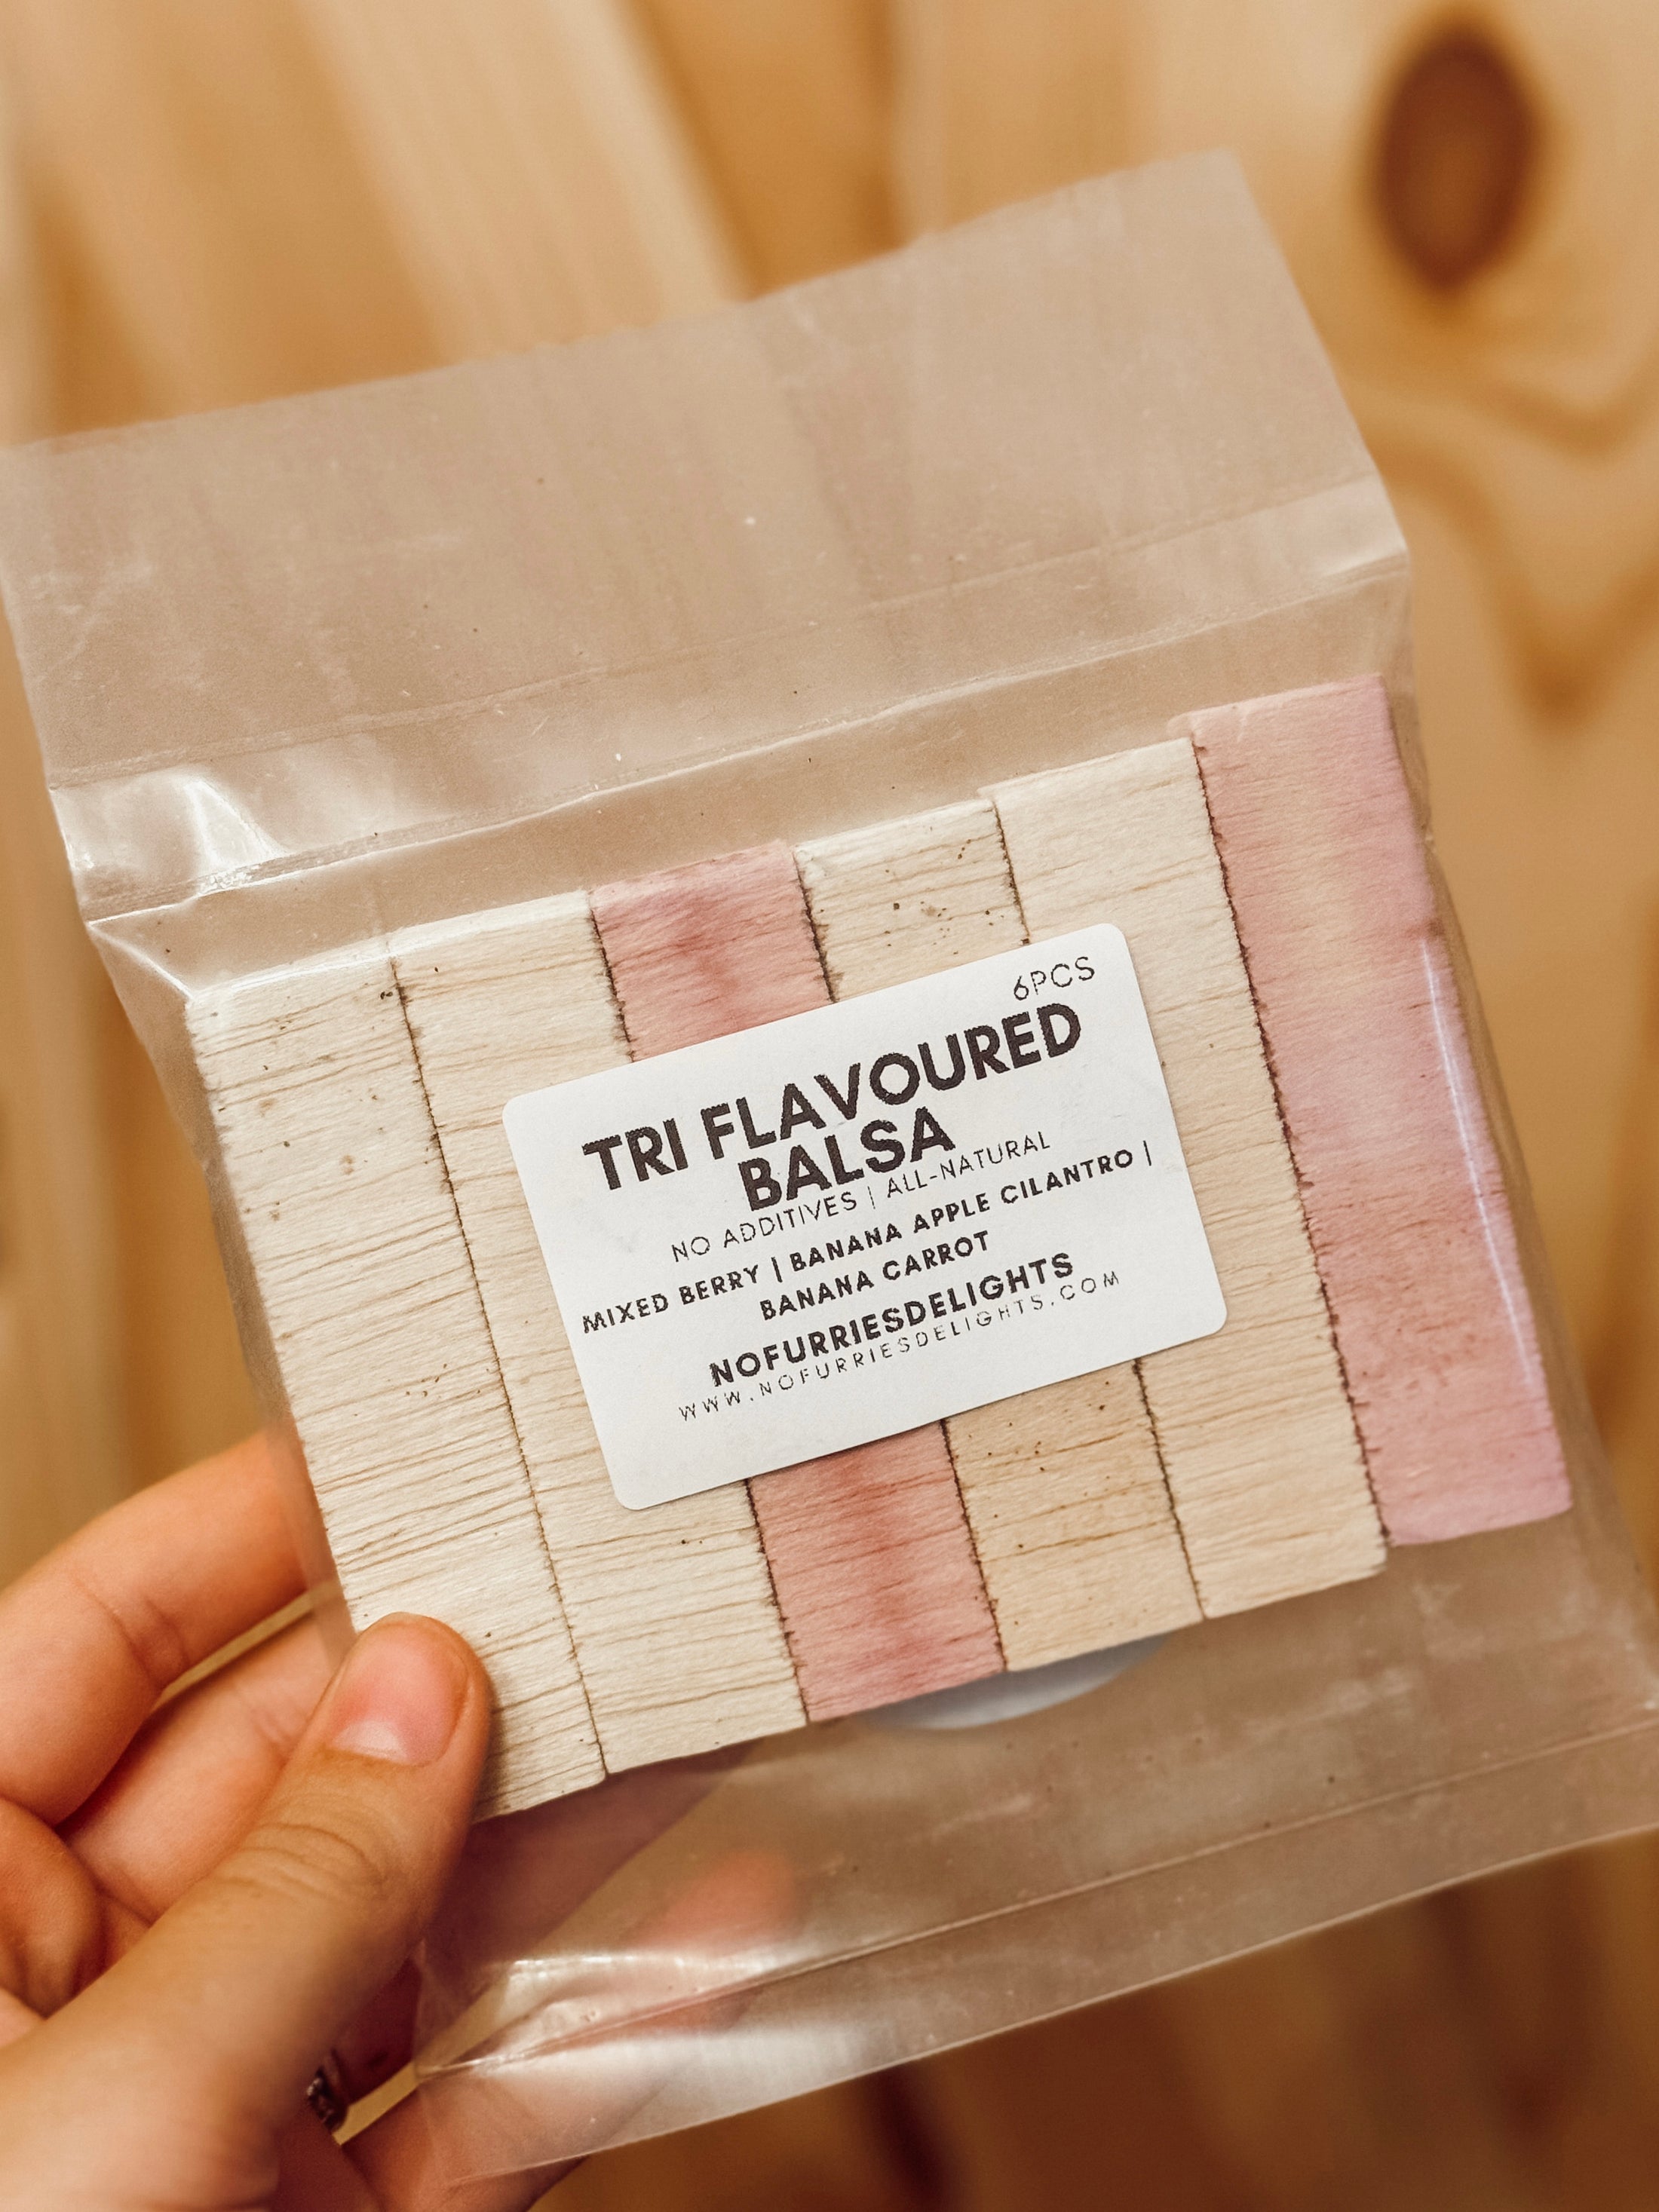 6PCS
TRI FLAVOURED
BALSA
NO ADDITIVES | ALL-NATURAL
MIXED BERRY | BANANA APPLE CILANTRO |
BANANA CARROT
NOFURRIESDELIGHTS
WWW.NOFURRIESDELIGHTS.COM